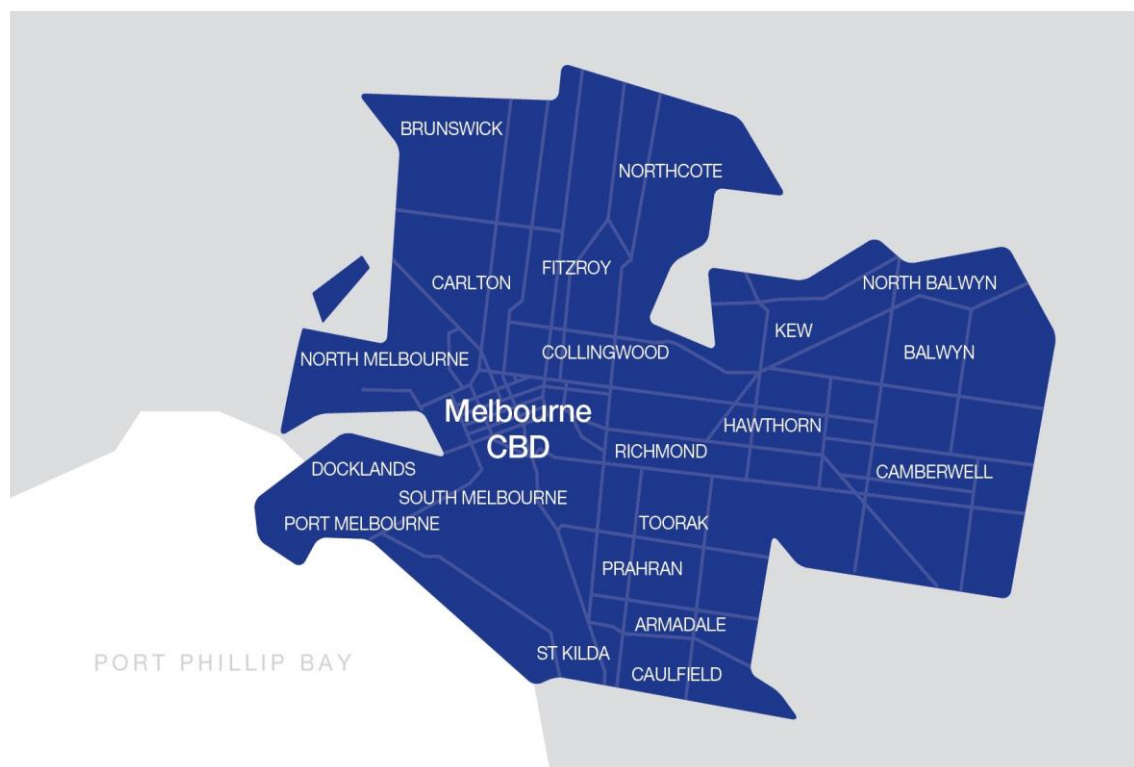 BRUNSWICK
NORTHCOTE
FITZROY
CARLTON
NORTH BALWYN
KEW
COLLINGWOOD
BALWYN
NORTH MELBOURNE
Melbourne
CBD
HAWTHORN
RICHMOND
DOCKLANDS
CAMBERWELL
SOUTH MELBOURNE
PORT MELBOURNE
TOORAK
PRAHRAN
ARMADALE
ST KILDA
PORT PHILLIP BAY
CAULFIELD